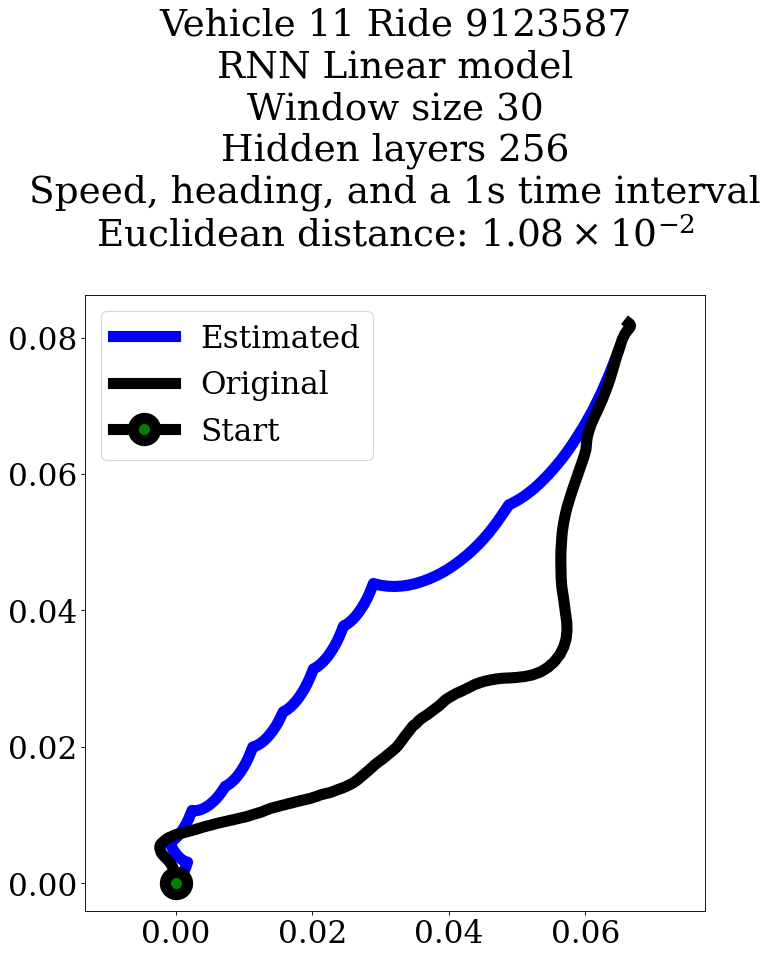 Vehicle 11 Ride 9123587
RNN Linear model
Window size 30
Hidden layers 256
Speed, heading, and a 1s time interval
Euclidean distance: 1.08 × 10⁻²
Estimated
Original
Start
0.08
0.06
0.04
0.02
0.00
0.00 0.02 0.04 0.06